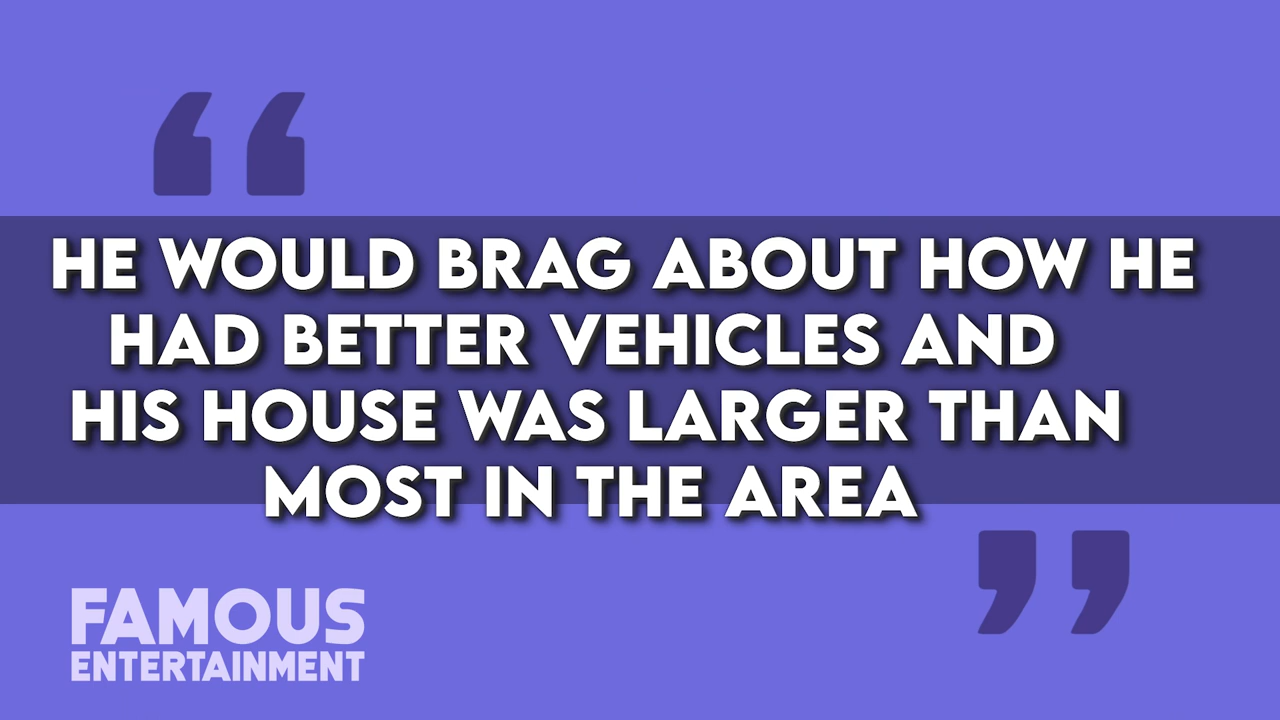 “
HE WOULD BRAG ABOUT HOW HE
HAD BETTER VEHICLES AND
HIS HOUSE WAS LARGER THAN
MOST IN THE AREA
”
FAMOUS
ENTERTAINMENT